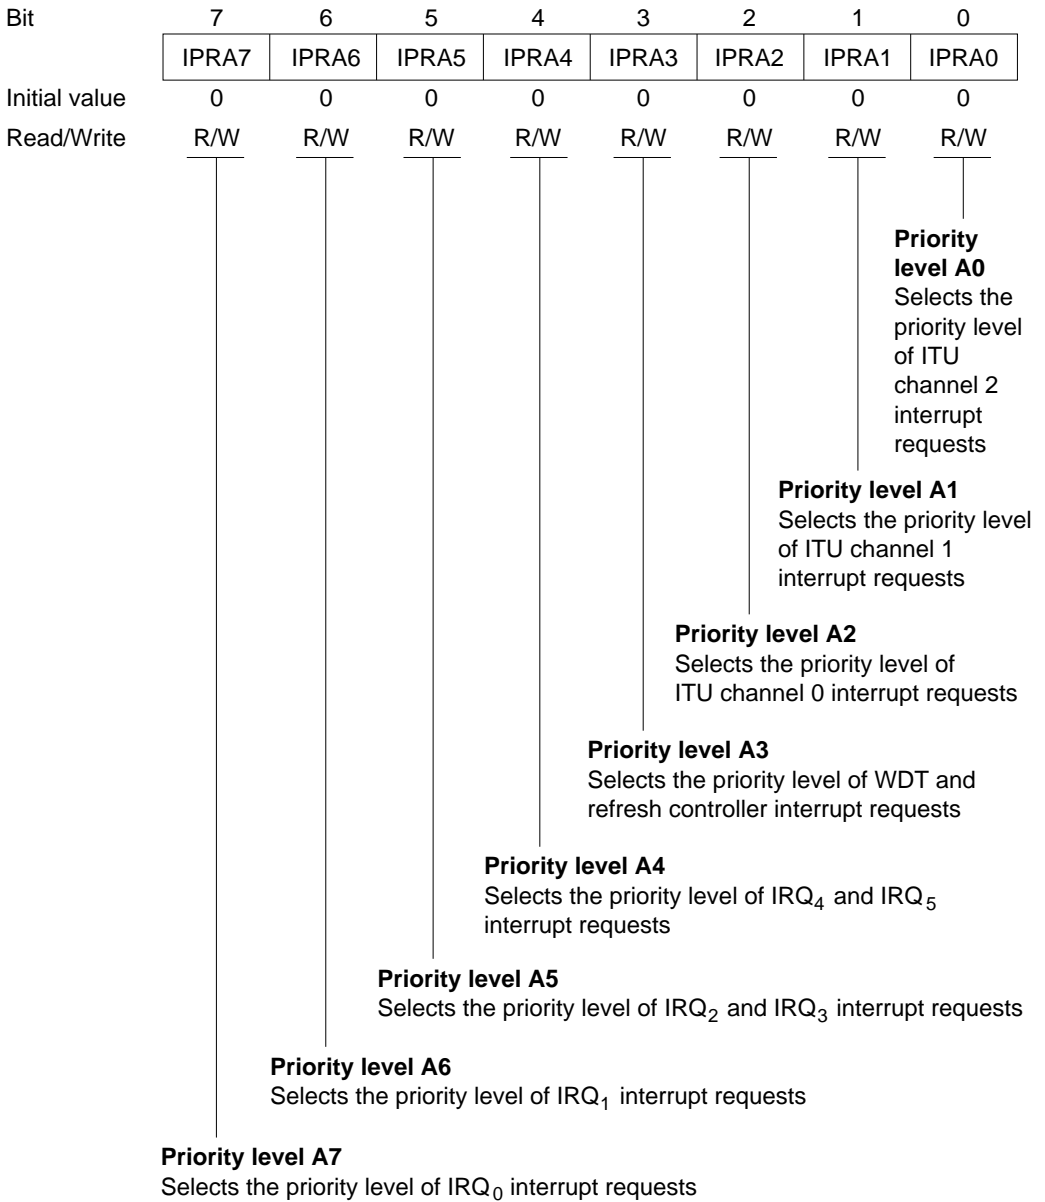 Bit 7 6 5 4 3 2 1 0
IPRA7 IPRA6 IPRA5 IPRA4 IPRA3 IPRA2 IPRA1 IPRA0
Initial value 0 0 0 0 0 0 0 0
Read/Write R/W R/W R/W R/W R/W R/W R/W R/W
Priority
level A0
Selects the
priority level
of ITU
channel 2
interrupt
requests
Priority level A1
Selects the priority level
of ITU channel 1
interrupt requests
Priority level A2
Selects the priority level of
ITU channel 0 interrupt requests
Priority level A3
Selects the priority level of WDT and
refresh controller interrupt requests
Priority level A4
Selects the priority level of IRQ4 and IRQ5
interrupt requests
Priority level A5
Selects the priority level of IRQ2 and IRQ3 interrupt requests
Priority level A6
Selects the priority level of IRQ1 interrupt requests
Priority level A7
Selects the priority level of IRQ0 interrupt requests